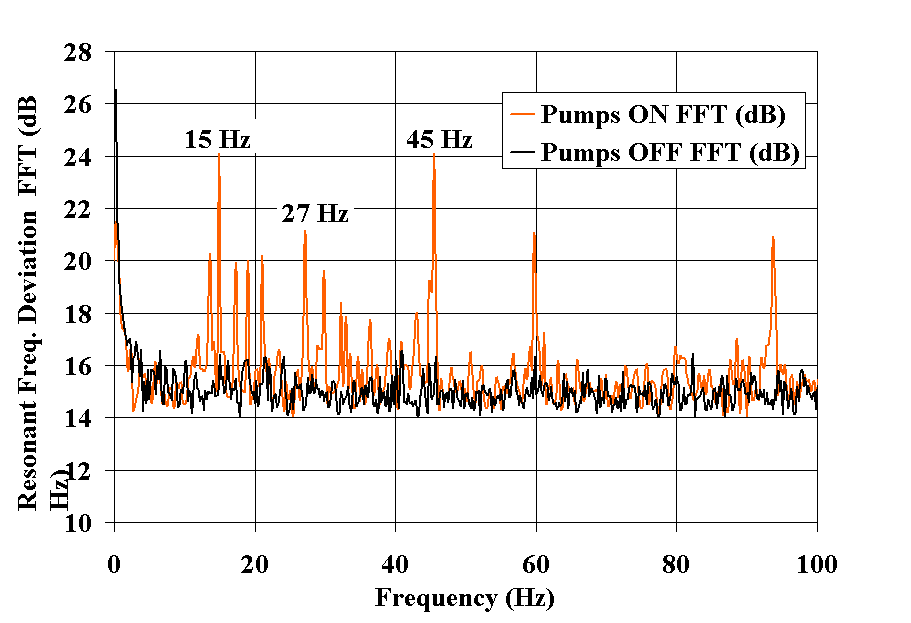 28
26
24
22
20
18
16
14
12
10
Resonant Freq. Deviation FFT (dB
Hz)
15 Hz
27 Hz
45 Hz
Pumps ON FFT (dB)
Pumps OFF FFT (dB)
0
20
40
60
80
100
Frequency (Hz)